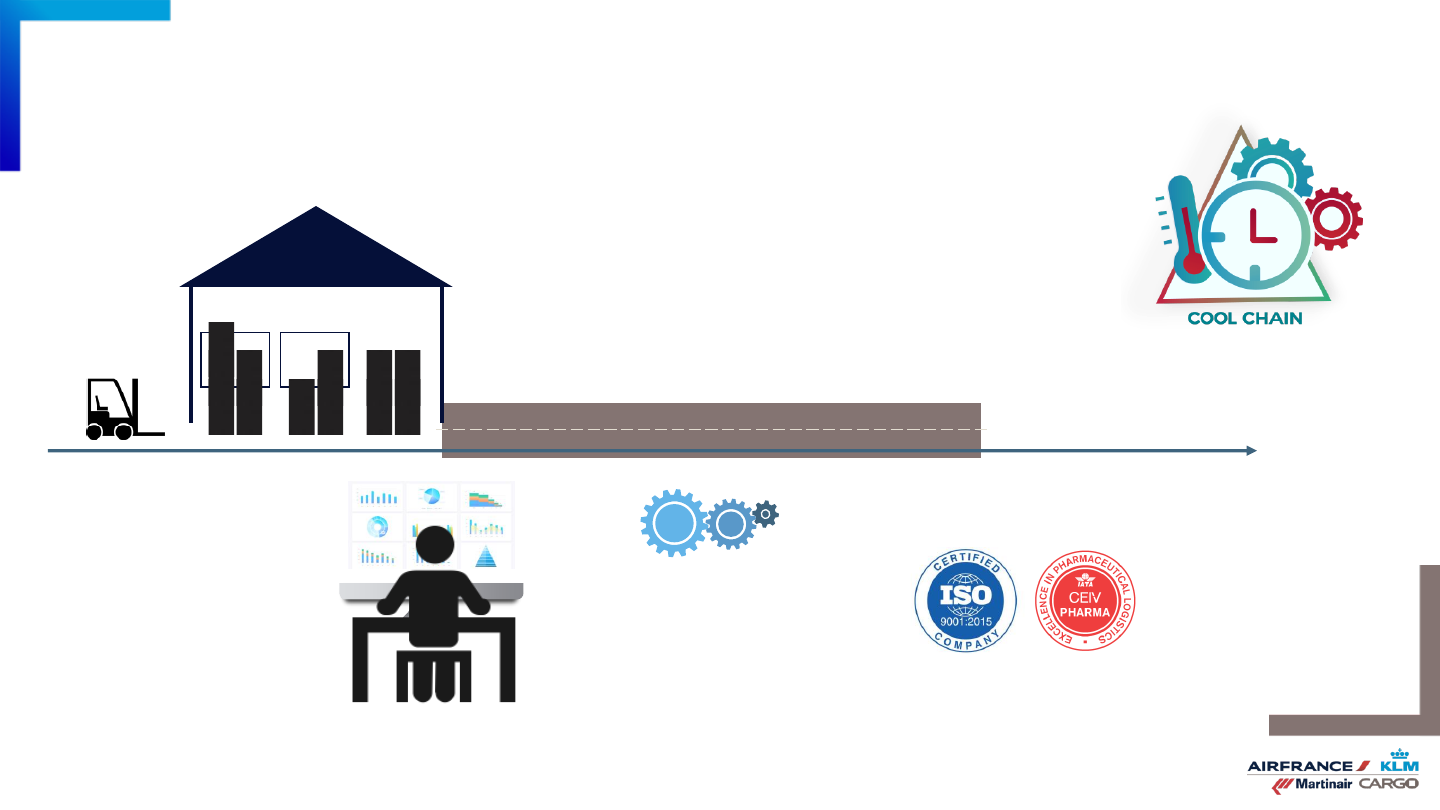 COOL CHAIN
CERTIFIED
ISO
9001:2015
COMPANY
EXCELLENCE IN PHARMACEUTICAL LOGISTICS
IATA
CEIV
PHARMA
AIRFRANCE KLM
Martinair CARGO